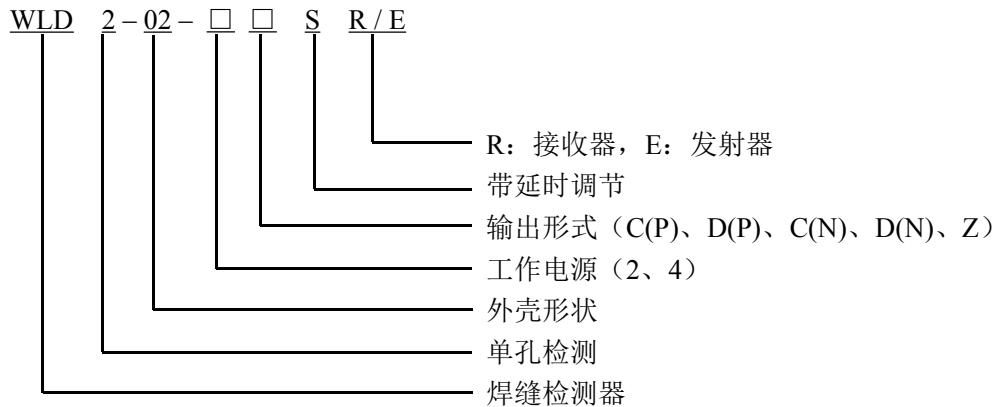 WLD 2 – 02 – □ □ S R / E
R：接收器，E：发射器
带延时调节
输出形式（C(P)、D(P)、C(N)、D(N)、Z）
工作电源（2、4）
外壳形状
单孔检测
焊缝检测器